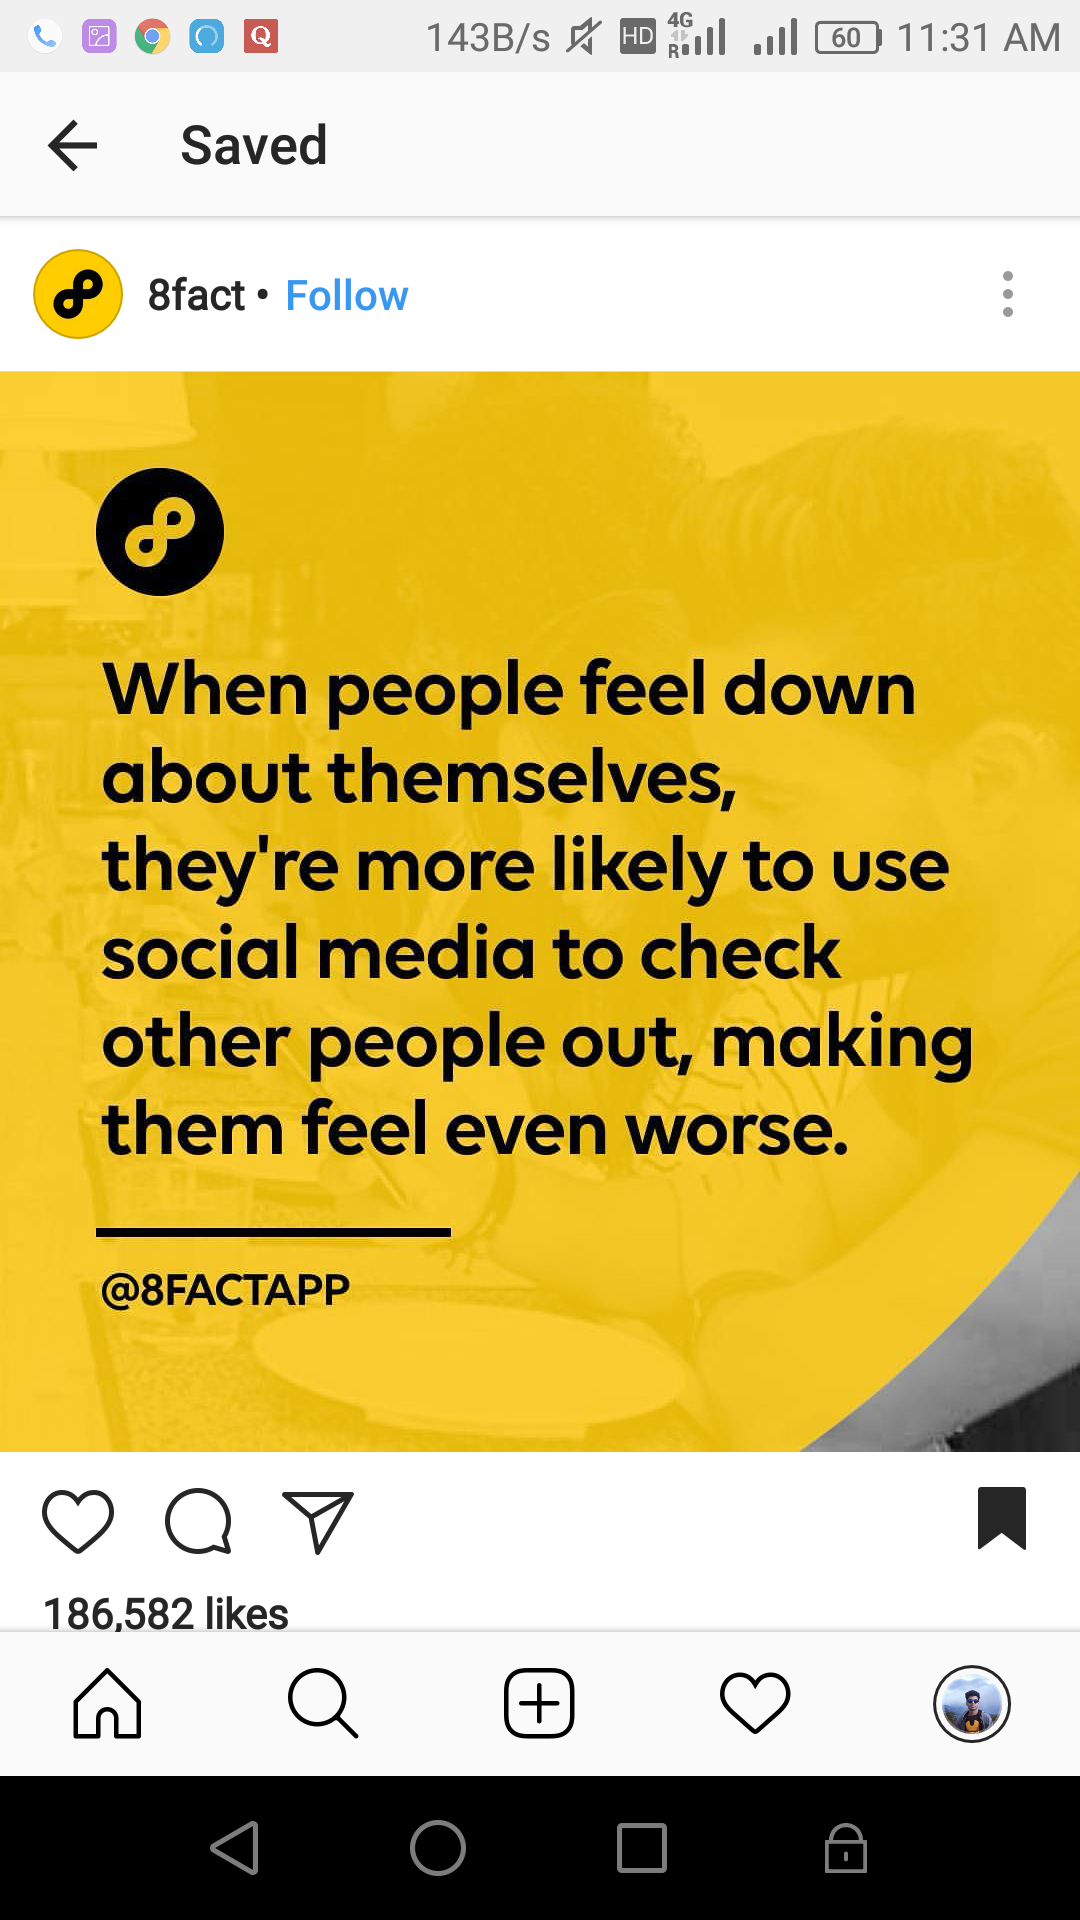 143B/s HD 4G R 60 11:31 AM
Saved
8fact • Follow
When people feel down
about themselves,
they're more likely to use
social media to check
other people out, making
them feel even worse.
@8FACTAPP
186,582 likes